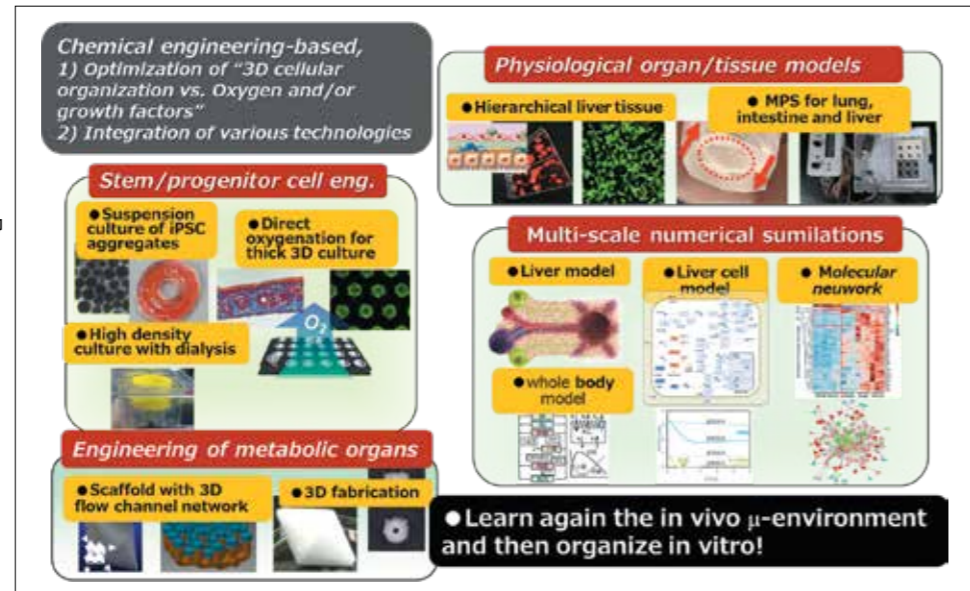 Chemical engineering-based,
1) Optimization of "3D cellular
organization vs. Oxygen and/or
growth factors"
2) Integration of various technologies
Physiological organ/tissue models
●Hierarchical liver tissue
● MPS for lung,
intestine and liver
Stem/progenitor cell eng.
●Suspension
culture of iPSC
aggregates
●Direct
oxygenation for
thick 3D culture
O2
●High density
culture with dialysis
Multi-scale numerical sumilations
●Liver model
●Liver cell
model
●Molecular
neuwork
●whole body
model
Engineering of metabolic organs
●Scaffold with 3D
flow channel network
●3D fabrication
●Learn again the in vivo μ-environment
and then organize in vitro!